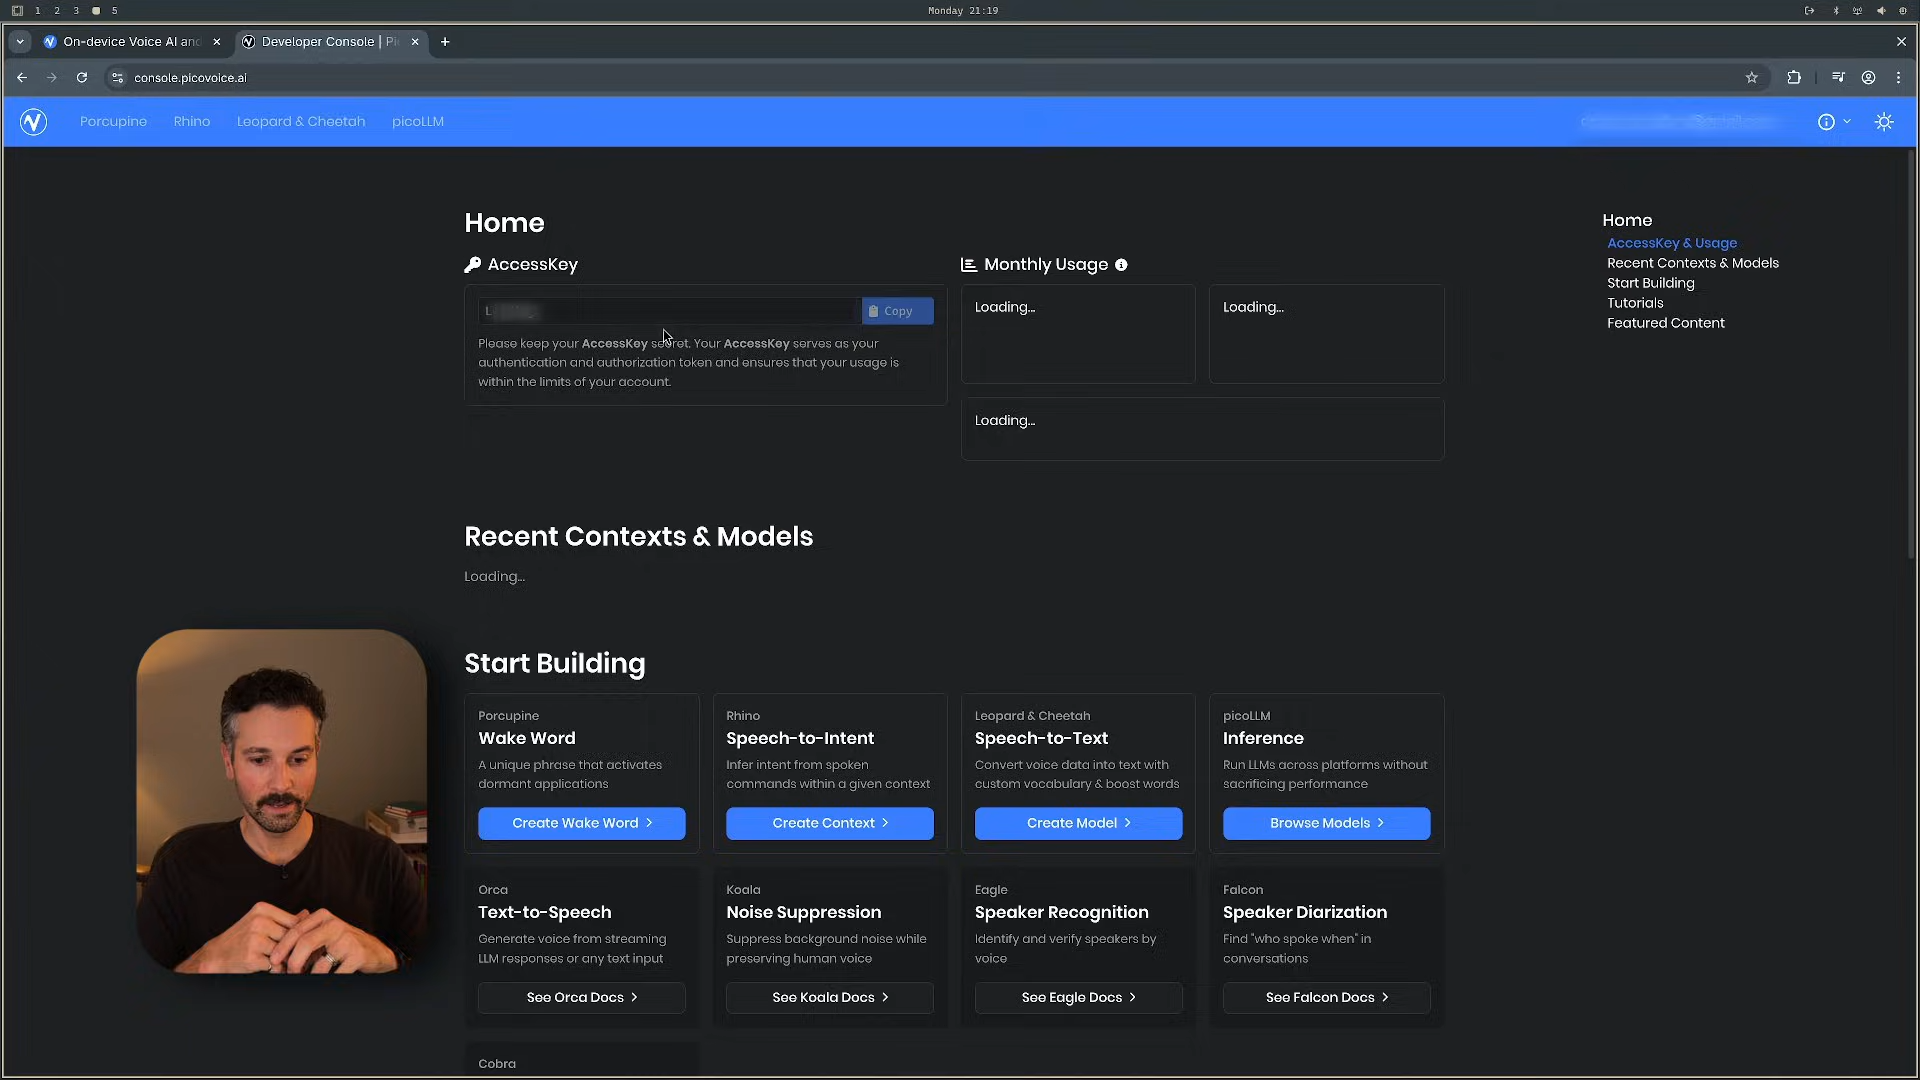 1 2 3 5
Monday 21:19
On-device Voice AI and
Developer Console | Pi
console.picovoice.ai
Porcupine Rhino Leopard & Cheetah picoLLM
Home
AccessKey
Copy
Please keep your AccessKey secret. Your AccessKey serves as your
authentication and authorization token and ensures that your usage is
within the limits of your account.
Monthly Usage
Loading...
Loading...
Loading...
Home
AccessKey & Usage
Recent Contexts & Models
Start Building
Tutorials
Featured Content
Recent Contexts & Models
Loading...
Start Building
Porcupine
Wake Word
A unique phrase that activates
dormant applications
Create Wake Word >
Rhino
Speech-to-Intent
Infer intent from spoken
commands within a given context
Create Context >
Leopard & Cheetah
Speech-to-Text
Convert voice data into text with
custom vocabulary & boost words
Create Model >
picoLLM
Inference
Run LLMs across platforms without
sacrificing performance
Browse Models >
Orca
Text-to-Speech
Generate voice from streaming
LLM responses or any text input
See Orca Docs >
Koala
Noise Suppression
Suppress background noise while
preserving human voice
See Koala Docs >
Eagle
Speaker Recognition
Identify and verify speakers by
voice
See Eagle Docs >
Falcon
Speaker Diarization
Find "who spoke when" in
conversations
See Falcon Docs >
Cobra